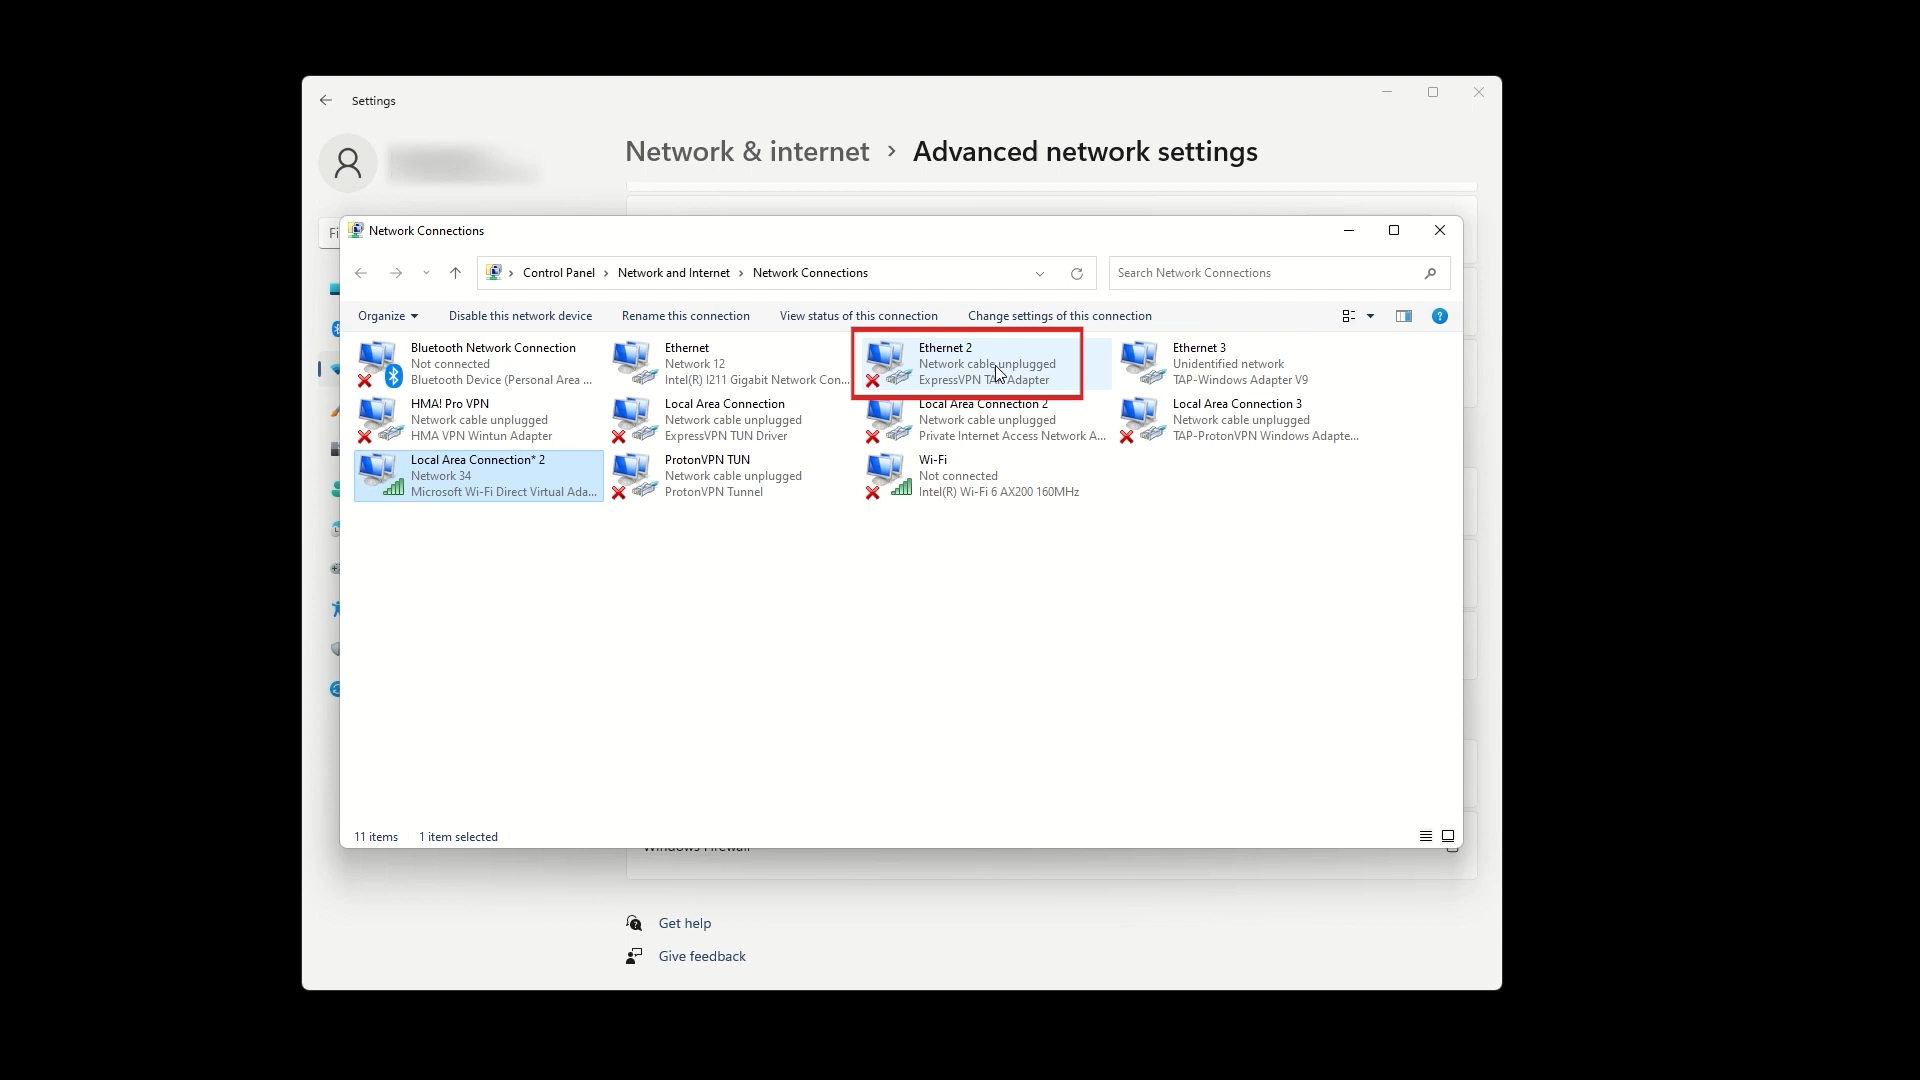 Settings
Network & internet > Advanced network settings
Fi
Network Connections
Control Panel > Network and Internet > Network Connections
Search Network Connections
Organize
Disable this network device
Rename this connection
View status of this connection
Change settings of this connection
Bluetooth Network Connection
Not connected
Bluetooth Device (Personal Area ...
Ethernet
Network 12
Intel(R) I211 Gigabit Network Con...
Ethernet 2
Network cable unplugged
ExpressVPN TAP Adapter
Ethernet 3
Unidentified network
TAP-Windows Adapter V9
HMA! Pro VPN
Network cable unplugged
HMA VPN Wintun Adapter
Local Area Connection
Network cable unplugged
ExpressVPN TUN Driver
Local Area Connection 2
Network cable unplugged
Private Internet Access Network A...
Local Area Connection 3
Network cable unplugged
TAP-ProtonVPN Windows Adapte...
Local Area Connection* 2
Network 34
Microsoft Wi-Fi Direct Virtual Ada...
ProtonVPN TUN
Network cable unplugged
ProtonVPN Tunnel
Wi-Fi
Not connected
Intel(R) Wi-Fi 6 AX200 160MHz
11 items
1 item selected
Windows Firewall
Get help
Give feedback